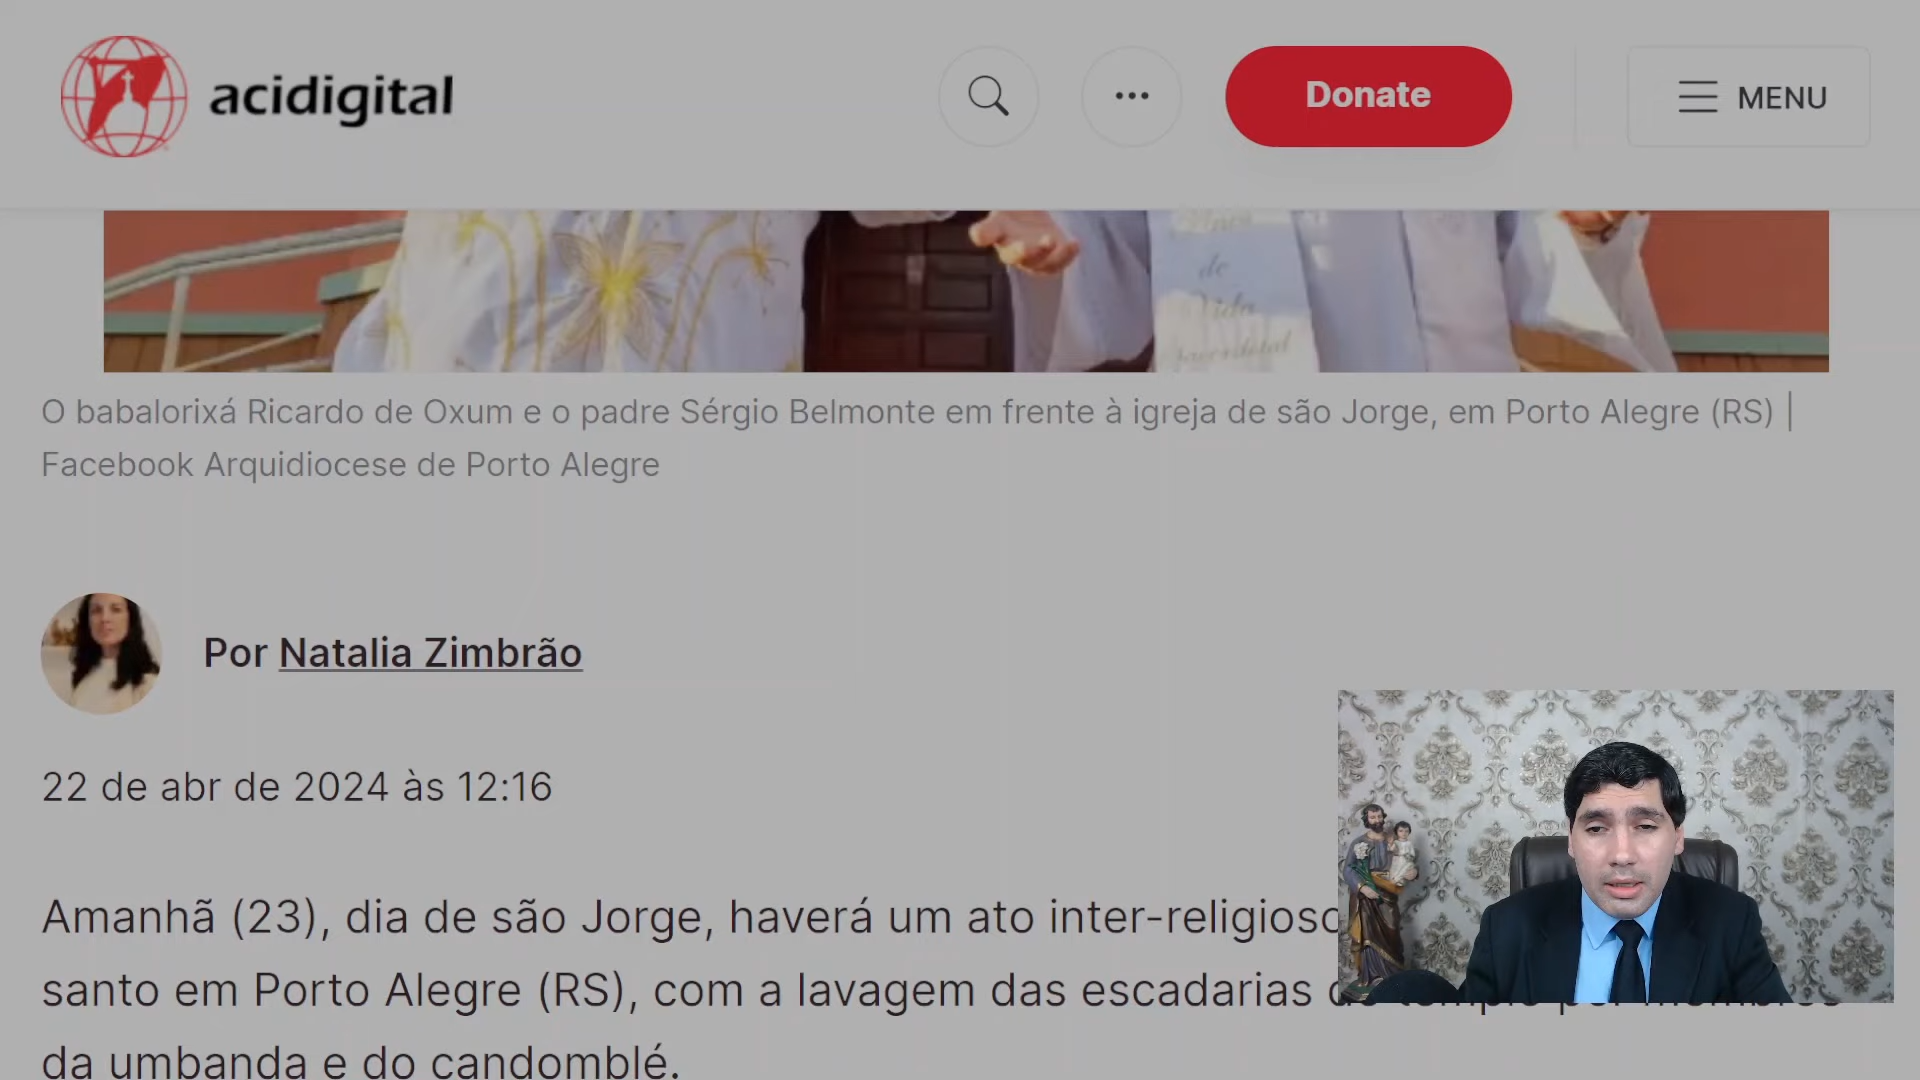 acidigital
Donate
MENU
de
Vida
O babalorixá Ricardo de Oxum e o padre Sérgio Belmonte em frente à igreja de são Jorge, em Porto Alegre (RS) |
Facebook Arquidiocese de Porto Alegre
Por Natalia Zimbrão
22 de abr de 2024 às 12:16
Amanhã (23), dia de são Jorge, haverá um ato inter-religioso
santo em Porto Alegre (RS), com a lavagem das escadarias
da umbanda e do candomblé.